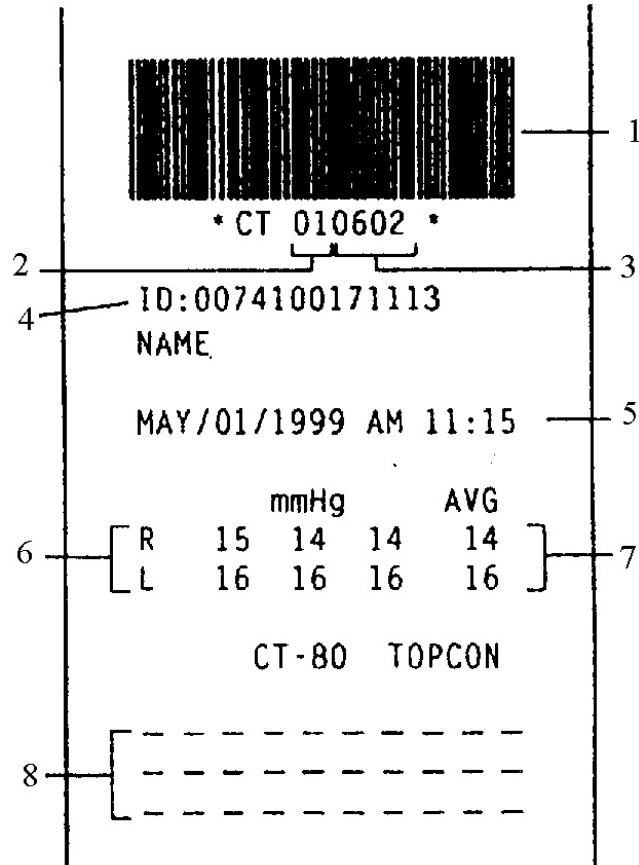 1
* CT 010602 *
2 3
4 ID:0074100171113
NAME
MAY/01/1999 AM 11:15 5
mmHg AVG
6 R 15 14 14 14 7
L 16 16 16 16
CT-80 TOPCON
8